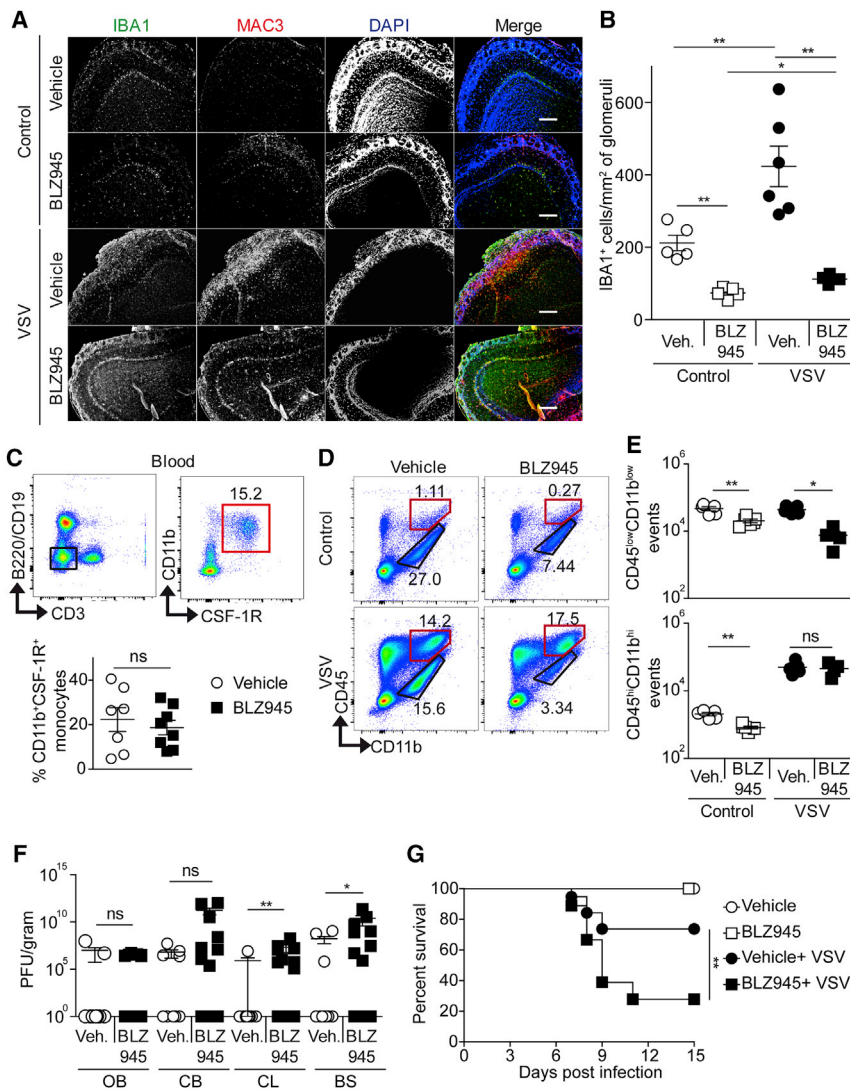 A
IBA1 MAC3 DAPI Merge
Control
Vehicle
BLZ945
VSV
Vehicle
BLZ945
B
IBA1⁺ cells/mm² of glomeruli
** **
*
**
600
400
200
0
Veh. BLZ 945 Veh. BLZ 945
Control VSV
C
Blood
B220/CD19
CD3
15.2
CD11b
CSF-1R
ns
% CD11b⁺CSF-1R⁺ monocytes
40
20
0
Vehicle
BLZ945
D
Vehicle BLZ945
Control
1.11 0.27
27.0 7.44
VSV
14.2 17.5
15.6 3.34
CD45
CD11b
E
CD45ˡᵒʷCD11bˡᵒʷ events
10⁶
10⁴
10²
** *
CD45ʰⁱCD11bʰⁱ events
10⁶
10⁴
10²
** ns
Veh. BLZ 945 Veh. BLZ 945
Control VSV
F
PFU/gram
10¹⁵
10¹⁰
10⁵
10⁰
ns ns ** *
Veh. BLZ 945 Veh. BLZ 945 Veh. BLZ 945 Veh. BLZ 945
OB CB CL BS
G
Percent survival
100
80
60
40
20
0
0 3 6 9 12 15
Days post infection
Vehicle
BLZ945
Vehicle+ VSV
BLZ945+ VSV
**